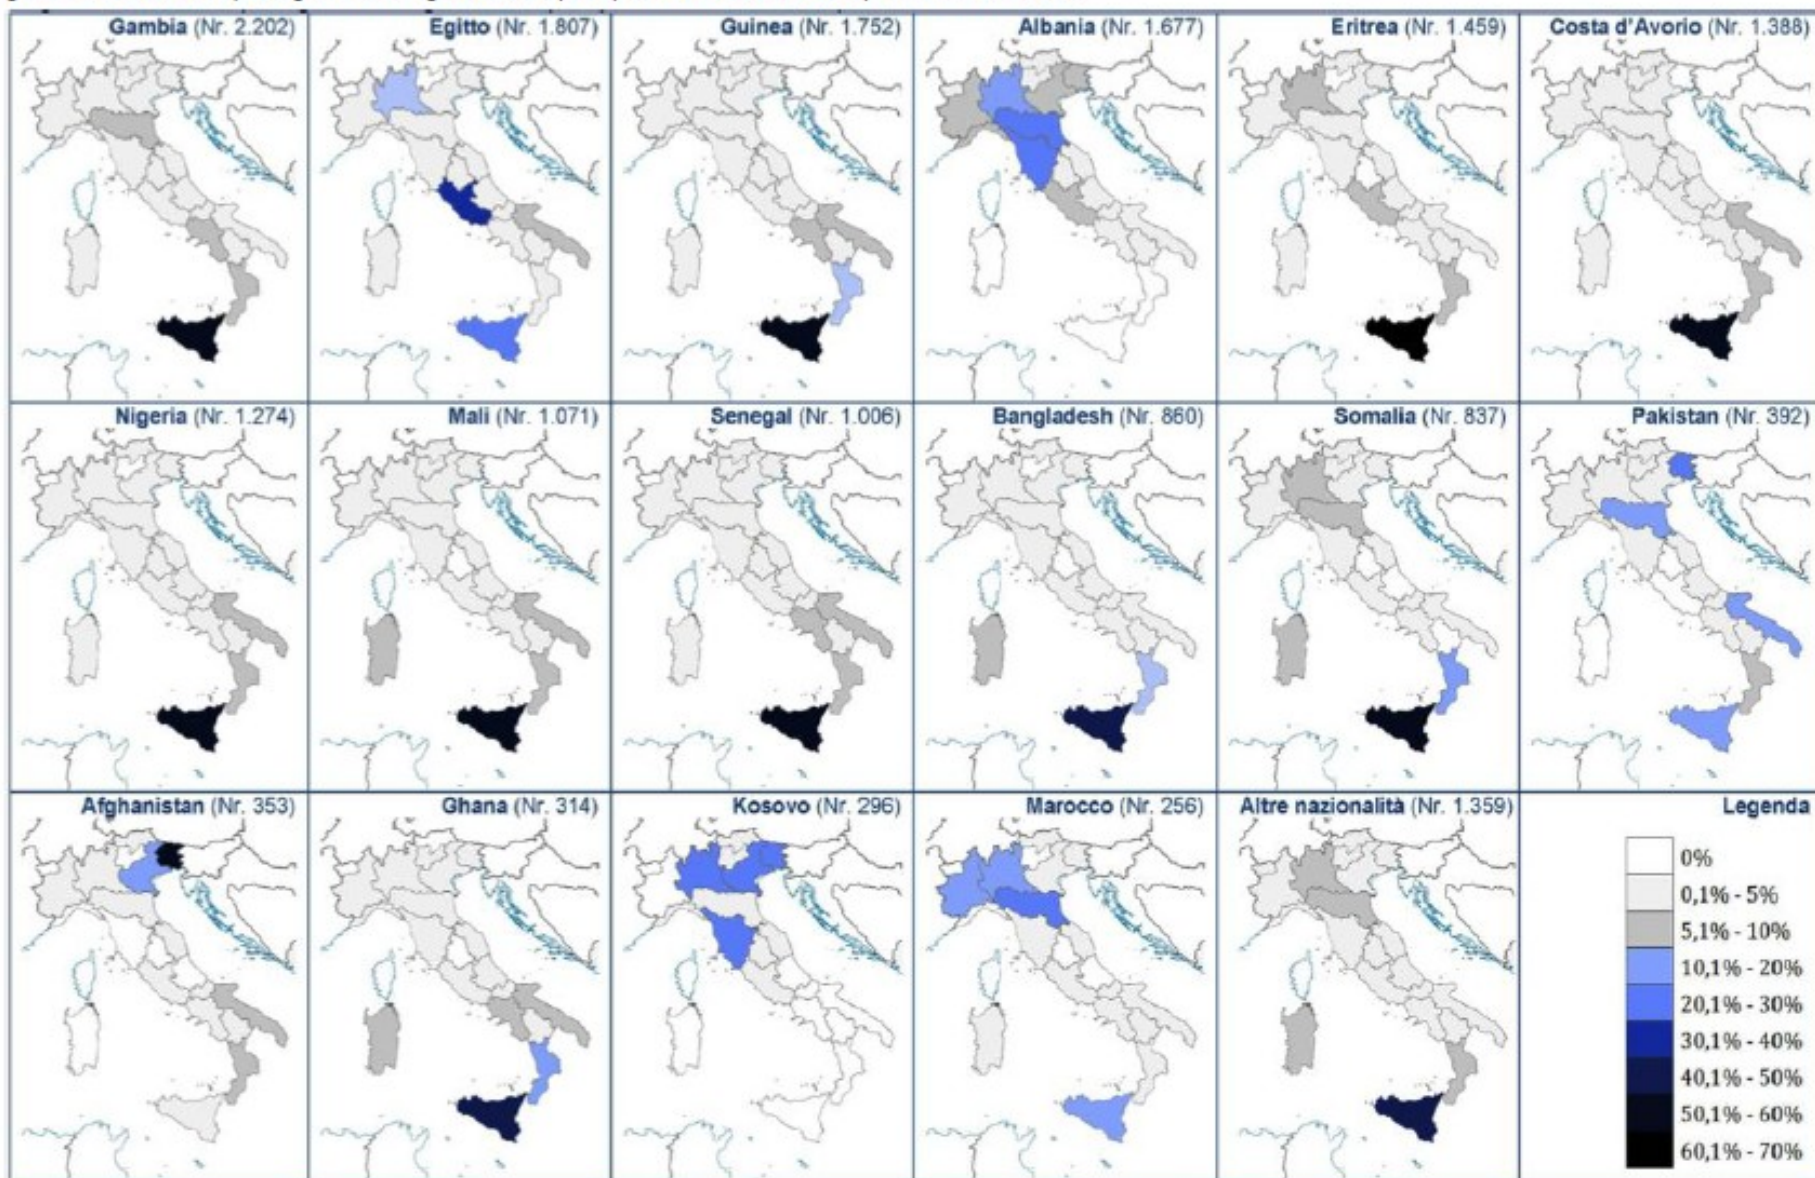 Gambia (Nr. 2.202)
Egitto (Nr. 1.807)
Guinea (Nr. 1.752)
Albania (Nr. 1.677)
Eritrea (Nr. 1.459)
Costa d'Avorio (Nr. 1.388)
Nigeria (Nr. 1.274)
Mali (Nr. 1.071)
Senegal (Nr. 1.006)
Bangladesh (Nr. 860)
Somalia (Nr. 837)
Pakistan (Nr. 392)
Afghanistan (Nr. 353)
Ghana (Nr. 314)
Kosovo (Nr. 296)
Marocco (Nr. 256)
Altre nazionalità (Nr. 1.359)
Legenda
0%
0,1% - 5%
5,1% - 10%
10,1% - 20%
20,1% - 30%
30,1% - 40%
40,1% - 50%
50,1% - 60%
60,1% - 70%